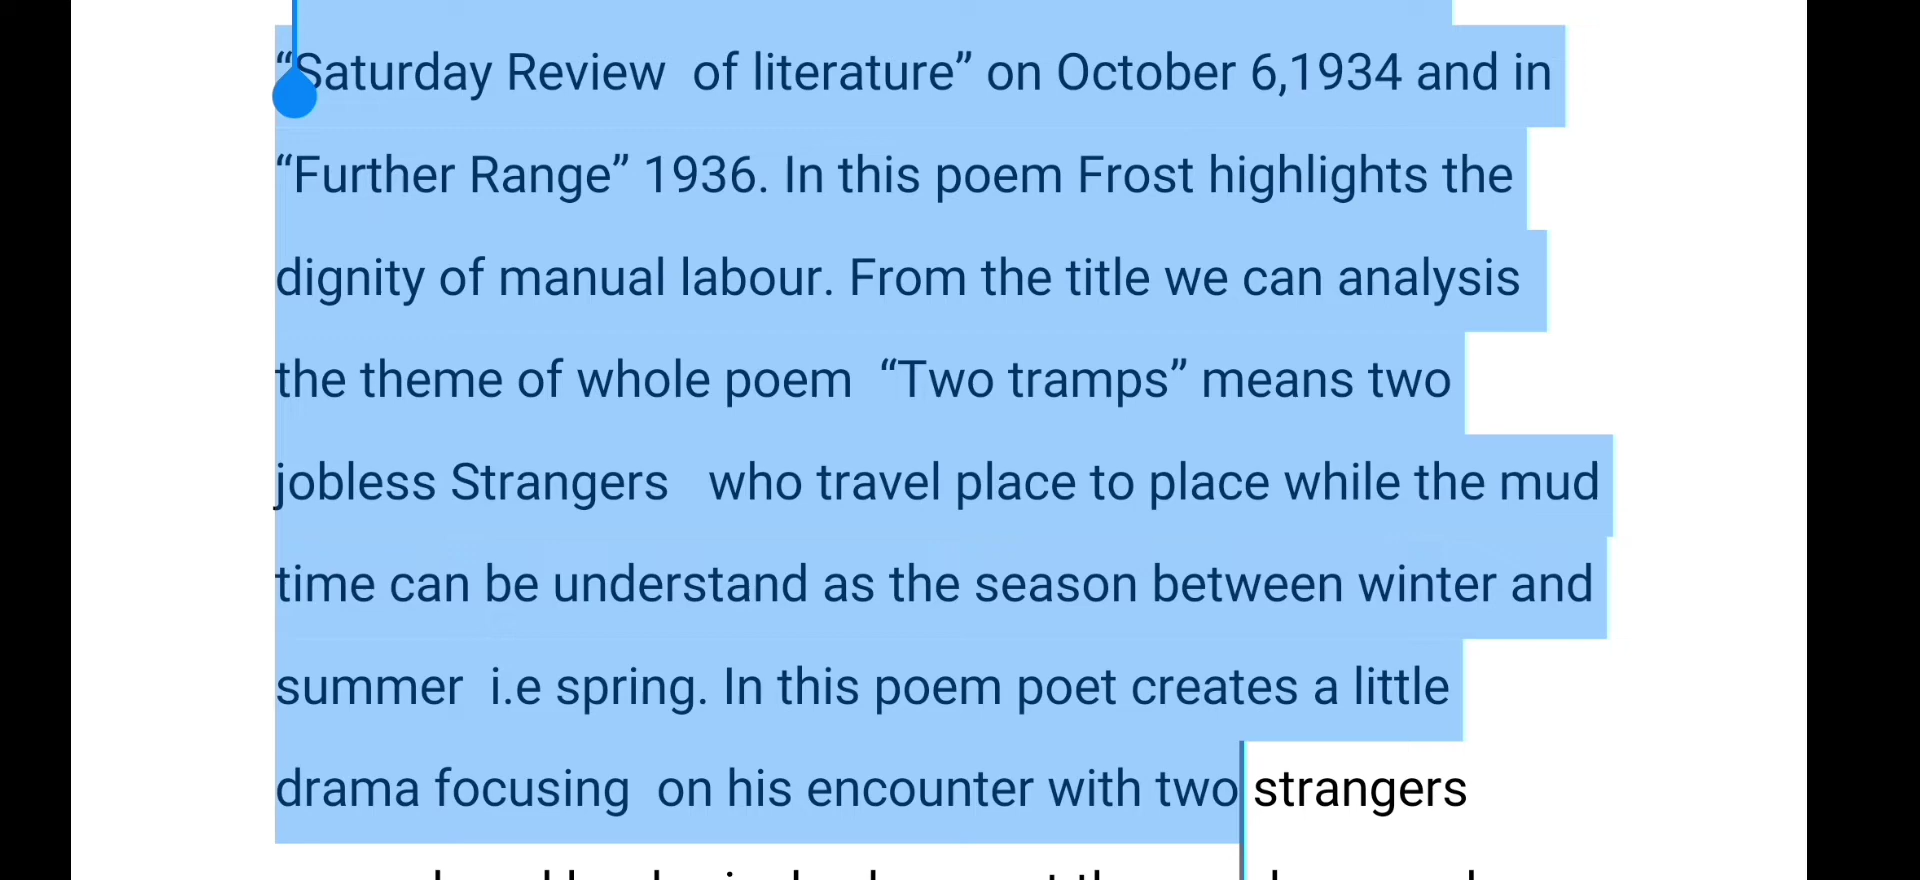 “Saturday Review  of literature” on October 6,1934 and in
“Further Range” 1936. In this poem Frost highlights the
dignity of manual labour. From the title we can analysis
the theme of whole poem  “Two tramps” means two
jobless Strangers   who travel place to place while the mud
time can be understand as the season between winter and
summer  i.e spring. In this poem poet creates a little
drama focusing  on his encounter with two strangers